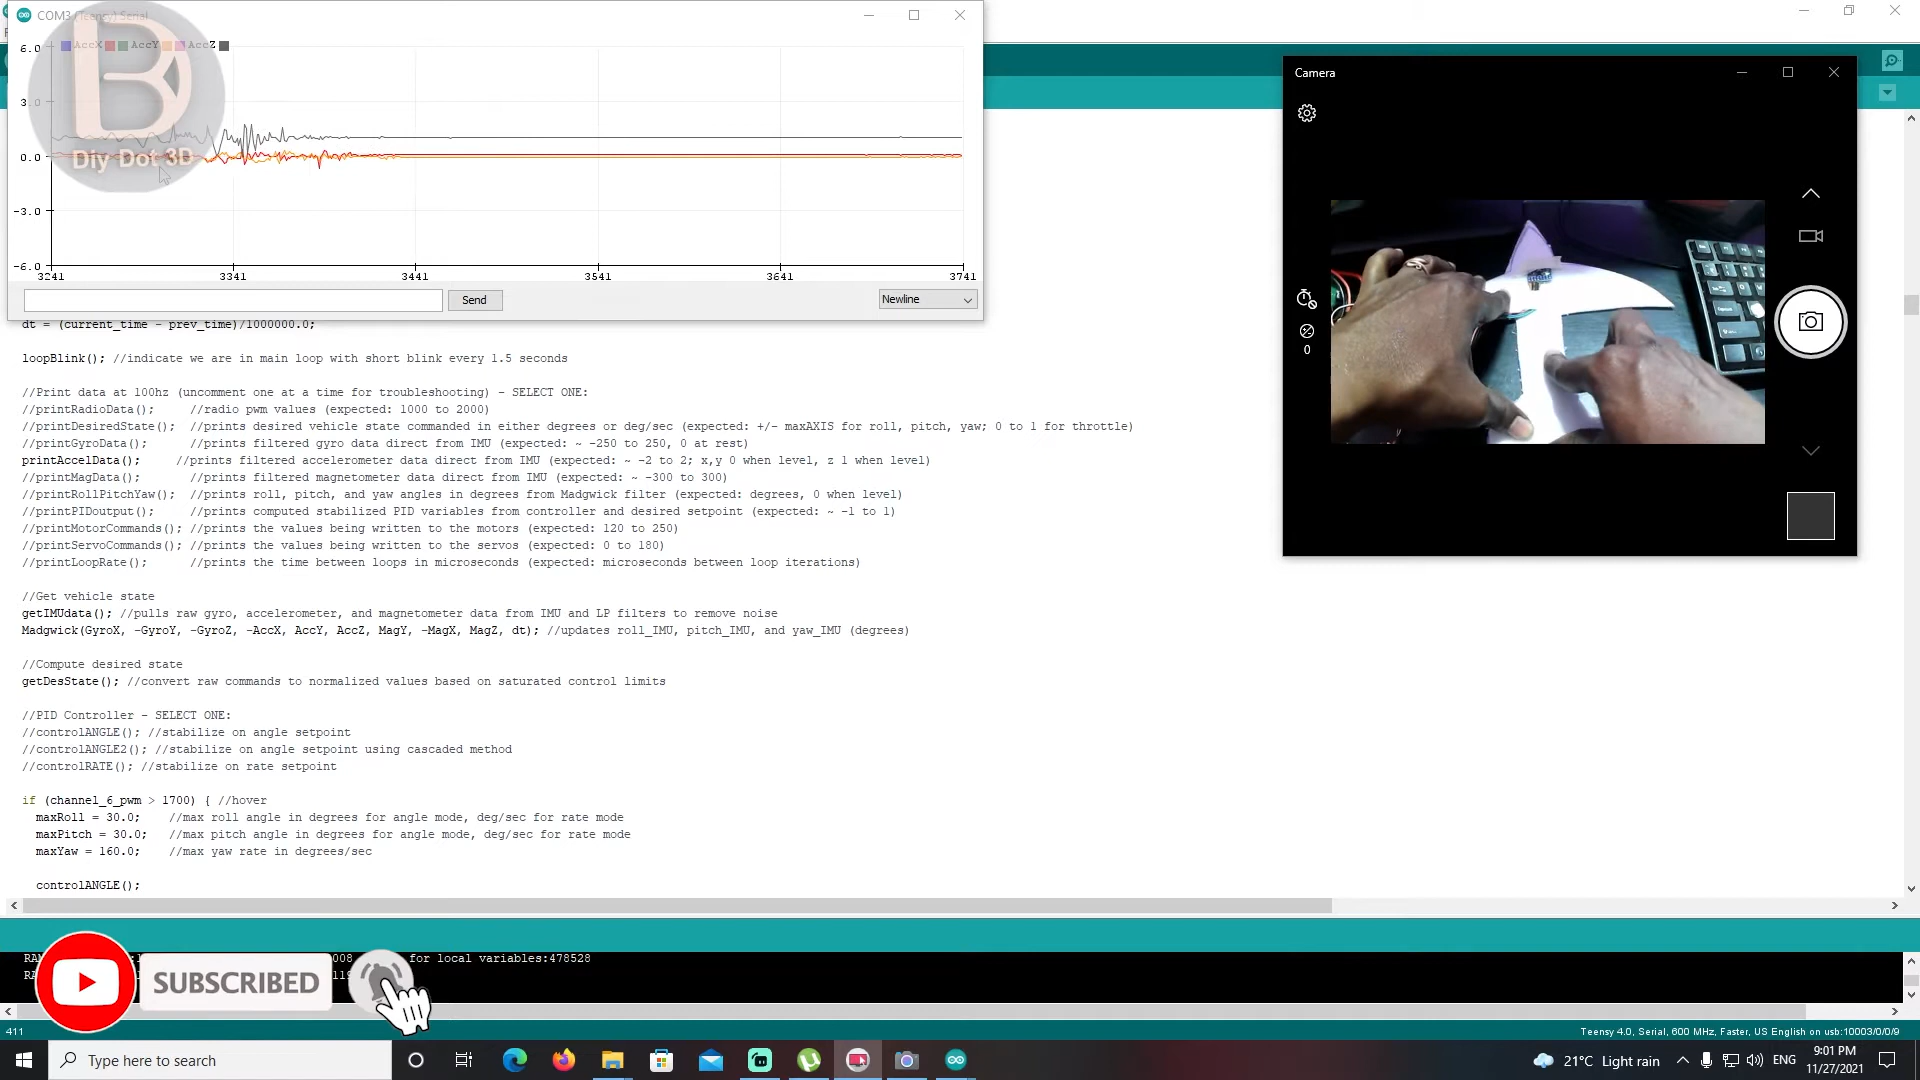 COM3 (Teensy) Serial
AccX AccY AccZ
6.0
3.0
0.0
-3.0
-6.0
3241 3341 3441 3541 3641 3741
Diy Dot 3D
Send
Newline
Camera
0
dt = (current_time - prev_time)/1000000.0;
loopBlink(); //indicate we are in main loop with short blink every 1.5 seconds
//Print data at 100hz (uncomment one at a time for troubleshooting) - SELECT ONE:
//printRadioData(); //radio pwm values (expected: 1000 to 2000)
//printDesiredState(); //prints desired vehicle state commanded in either degrees or deg/sec (expected: +/- maxAXIS for roll, pitch, yaw; 0 to 1 for throttle)
//printGyroData(); //prints filtered gyro data direct from IMU (expected: ~ -250 to 250, 0 at rest)
printAccelData(); //prints filtered accelerometer data direct from IMU (expected: ~ -2 to 2; x,y 0 when level, z 1 when level)
//printMagData(); //prints filtered magnetometer data direct from IMU (expected: ~ -300 to 300)
//printRollPitchYaw(); //prints roll, pitch, and yaw angles in degrees from Madgwick filter (expected: degrees, 0 when level)
//printPIDoutput(); //prints computed stabilized PID variables from controller and desired setpoint (expected: ~ -1 to 1)
//printMotorCommands(); //prints the values being written to the motors (expected: 120 to 250)
//printServoCommands(); //prints the values being written to the servos (expected: 0 to 180)
//printLoopRate(); //prints the time between loops in microseconds (expected: microseconds between loop iterations)
//Get vehicle state
getIMUdata(); //pulls raw gyro, accelerometer, and magnetometer data from IMU and LP filters to remove noise
Madgwick(GyroX, -GyroY, -GyroZ, -AccX, AccY, AccZ, MagY, -MagX, MagZ, dt); //updates roll_IMU, pitch_IMU, and yaw_IMU (degrees)
//Compute desired state
getDesState(); //convert raw commands to normalized values based on saturated control limits
//PID Controller - SELECT ONE:
//controlANGLE(); //stabilize on angle setpoint
//controlANGLE2(); //stabilize on angle setpoint using cascaded method
//controlRATE(); //stabilize on rate setpoint
if (channel_6_pwm > 1700) { //hover
maxRoll = 30.0; //max roll angle in degrees for angle mode, deg/sec for rate mode
maxPitch = 30.0; //max pitch angle in degrees for angle mode, deg/sec for rate mode
maxYaw = 160.0; //max yaw rate in degrees/sec
controlANGLE();
008 for local variables:478528
SUBSCRIBED
411
Teensy 4.0, Serial, 600 MHz, Faster, US English on usb:10003/0/0/9
Type here to search
21°C Light rain
ENG
9:01 PM
11/27/2021